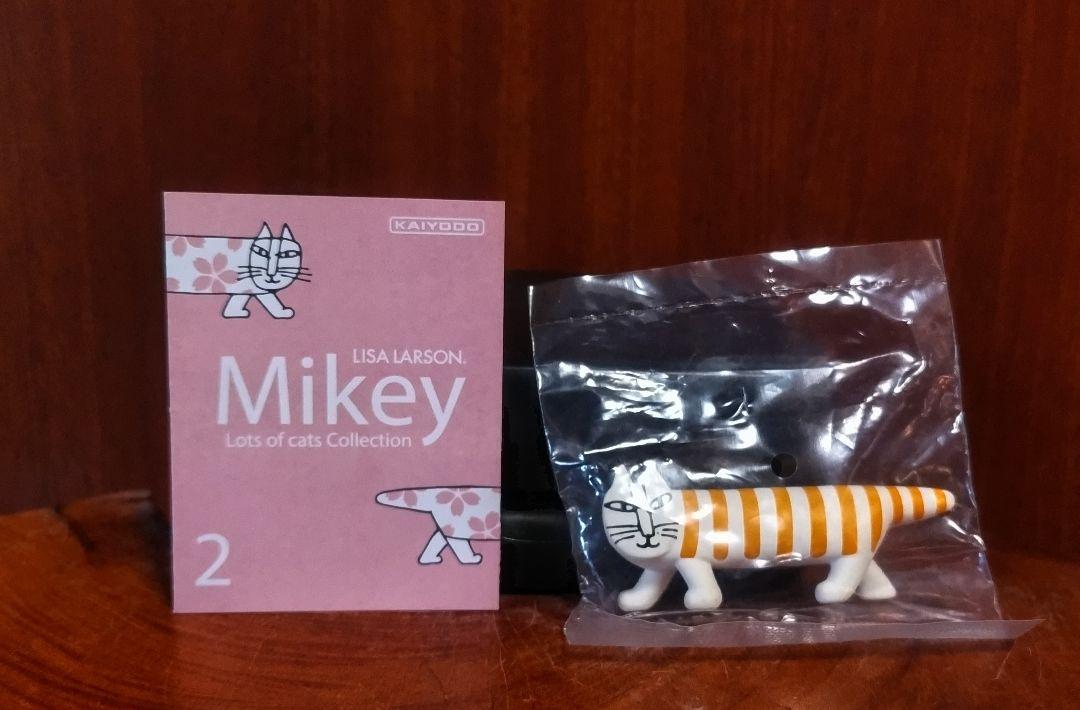 KAIYODO
LISA LARSON.
Mikey
Lots of cats Collection
2